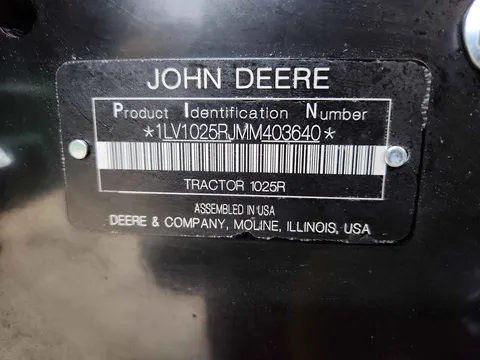 JOHN DEERE
Product Identification Number
*1LV1025RJMM403640*
TRACTOR 1025R
ASSEMBLED IN USA
DEERE & COMPANY, MOLINE, ILLINOIS, USA